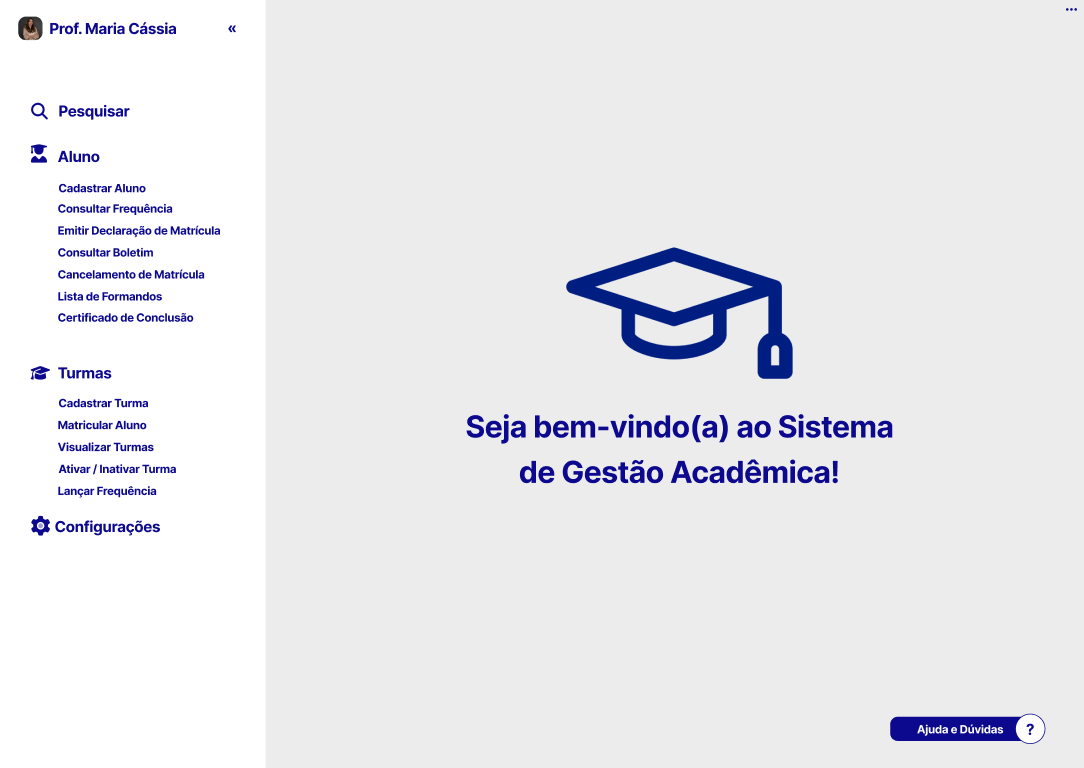 Prof. Maria Cássia «
Pesquisar
Aluno
Cadastrar Aluno
Consultar Frequência
Emitir Declaração de Matrícula
Consultar Boletim
Cancelamento de Matrícula
Lista de Formandos
Certificado de Conclusão
Turmas
Cadastrar Turma
Matricular Aluno
Visualizar Turmas
Ativar / Inativar Turma
Lançar Frequência
Configurações
Seja bem-vindo(a) ao Sistema
de Gestão Acadêmica!
Ajuda e Dúvidas ?